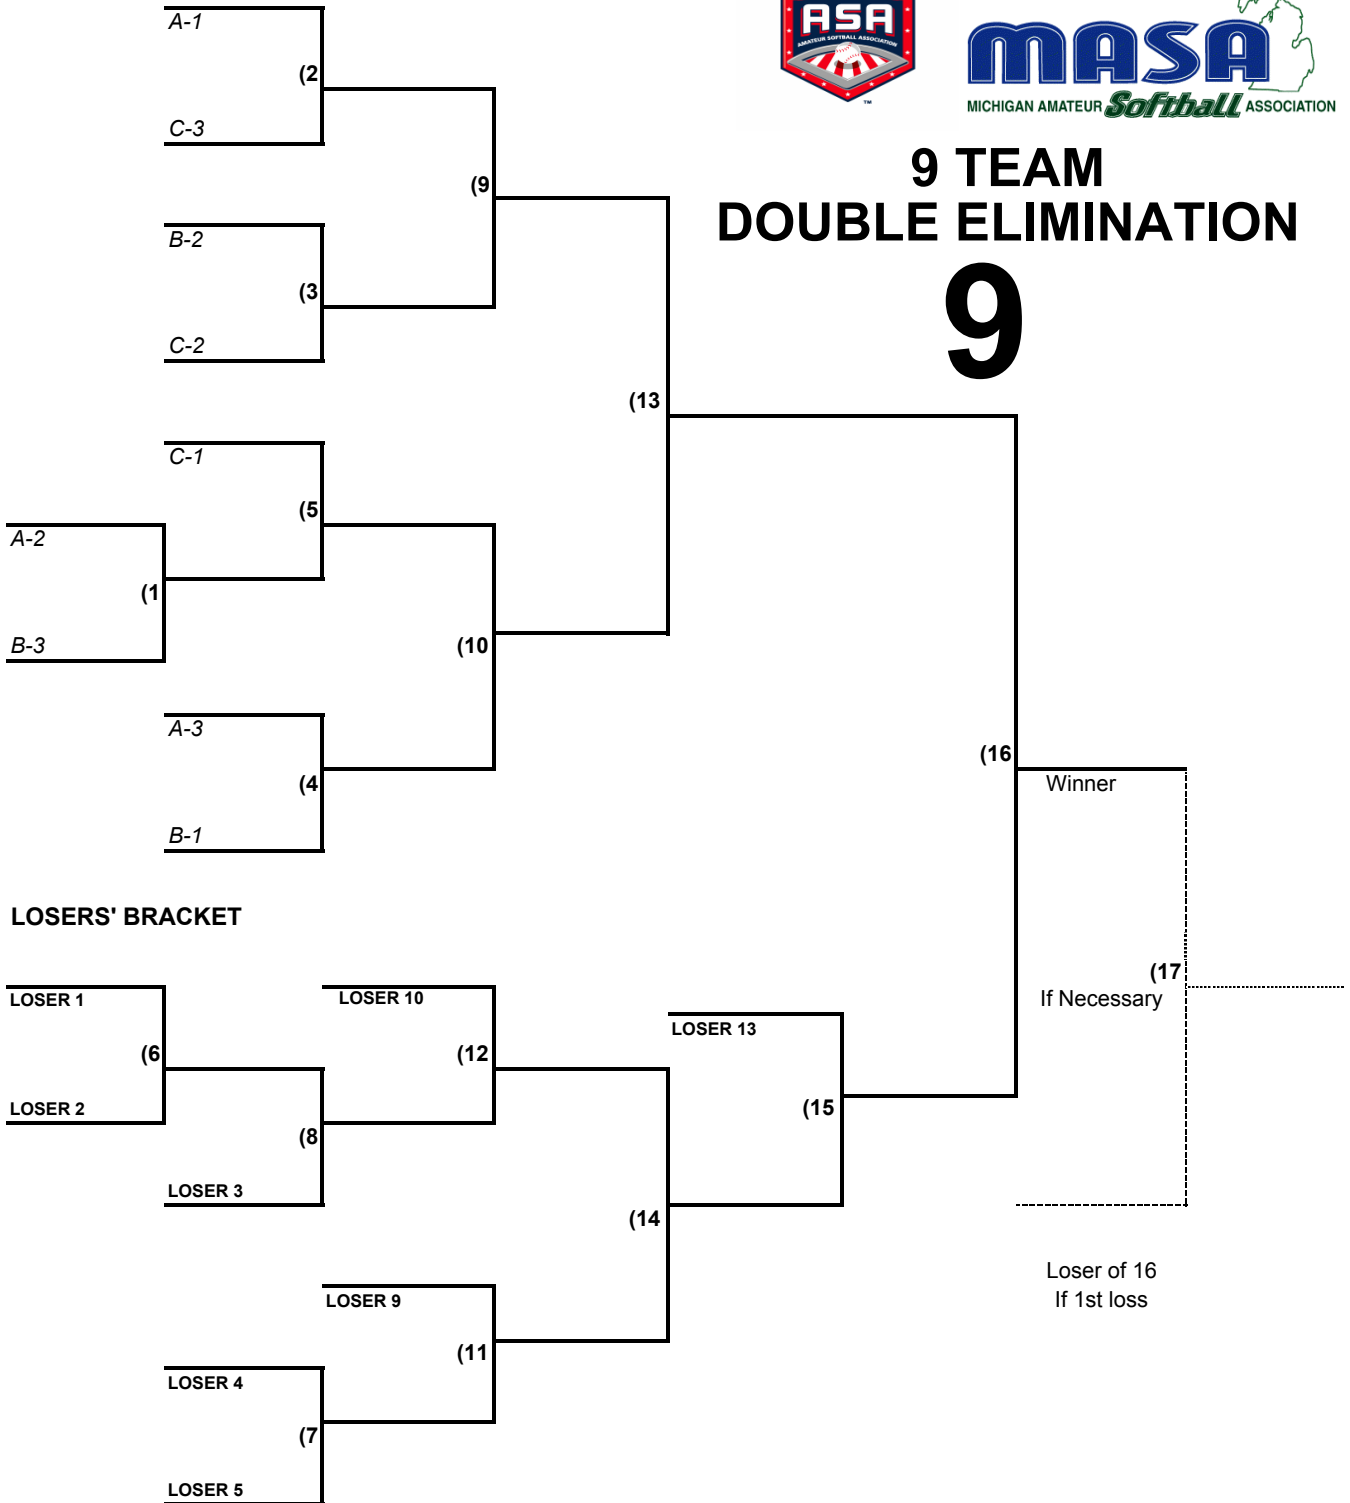 ASA
AMATEUR SOFTBALL ASSOCIATION
TM
MASA
MICHIGAN AMATEUR Softball ASSOCIATION
9 TEAM
DOUBLE ELIMINATION
9
A-1
(2
C-3
(9
B-2
(3
C-2
(13
C-1
(5
A-2
(1
B-3
(10
A-3
(4
B-1
(16
Winner
LOSERS' BRACKET
(17
If Necessary
LOSER 1
(6
LOSER 2
LOSER 10
(12
(8
LOSER 3
LOSER 13
(15
(14
LOSER 9
(11
LOSER 4
(7
LOSER 5
Loser of 16
If 1st loss